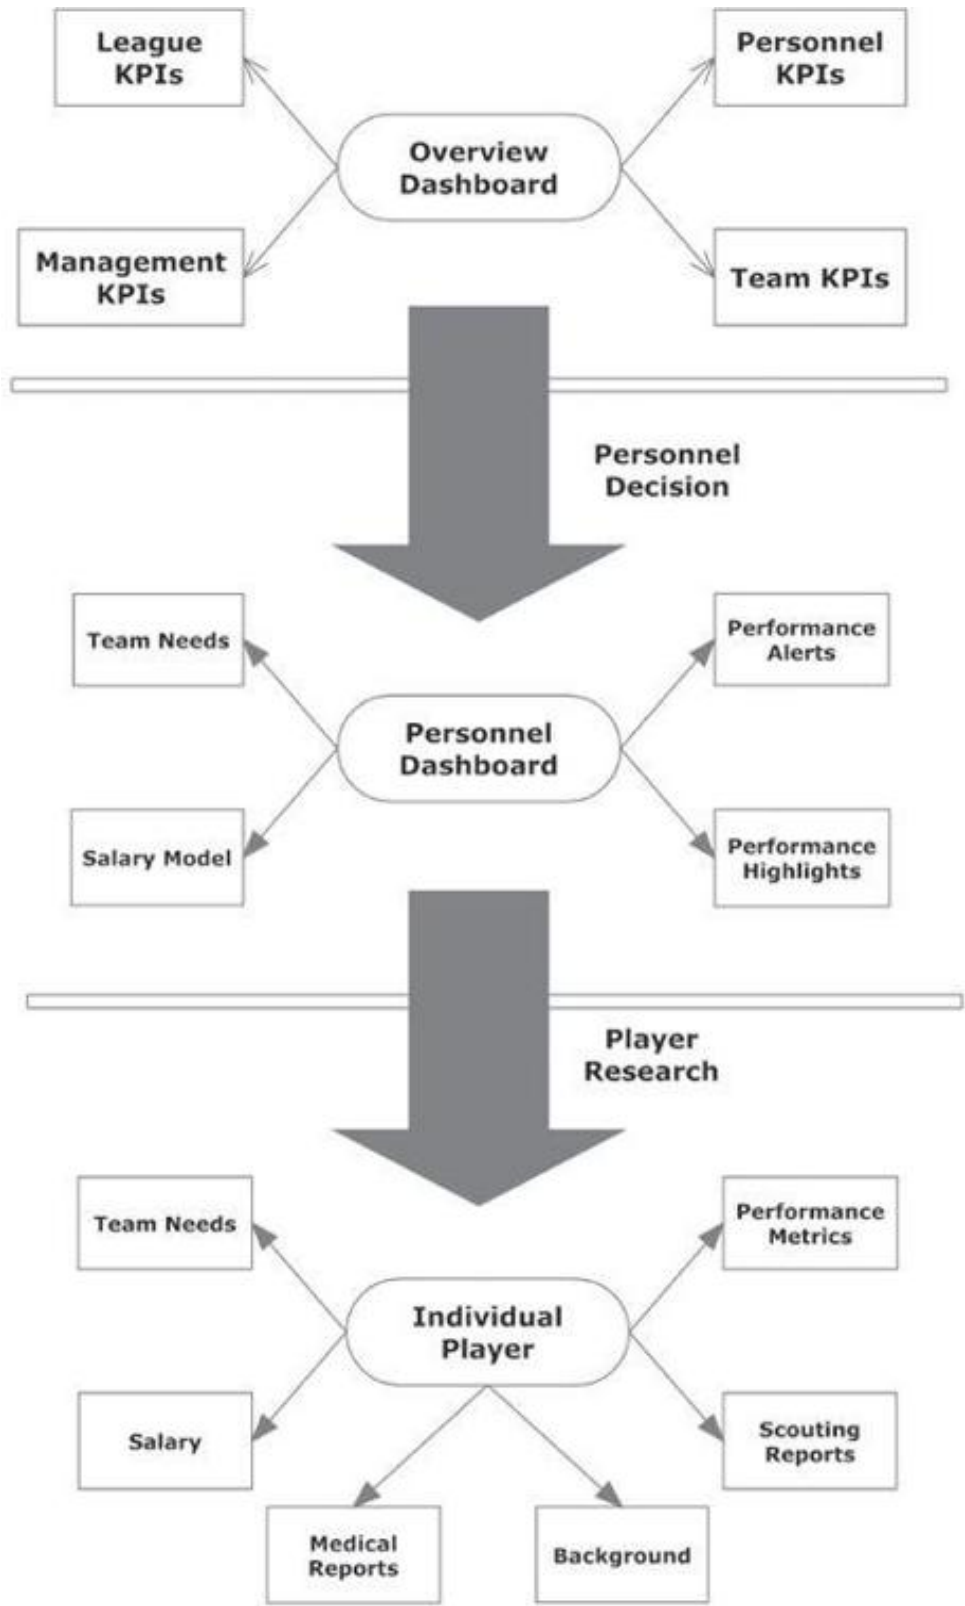 League
KPIs
Personnel
KPIs
Overview
Dashboard
Management
KPIs
Team KPIs
Personnel
Decision
Team Needs
Performance
Alerts
Personnel
Dashboard
Salary Model
Performance
Highlights
Player
Research
Team Needs
Performance
Metrics
Individual
Player
Salary
Scouting
Reports
Medical
Reports
Background